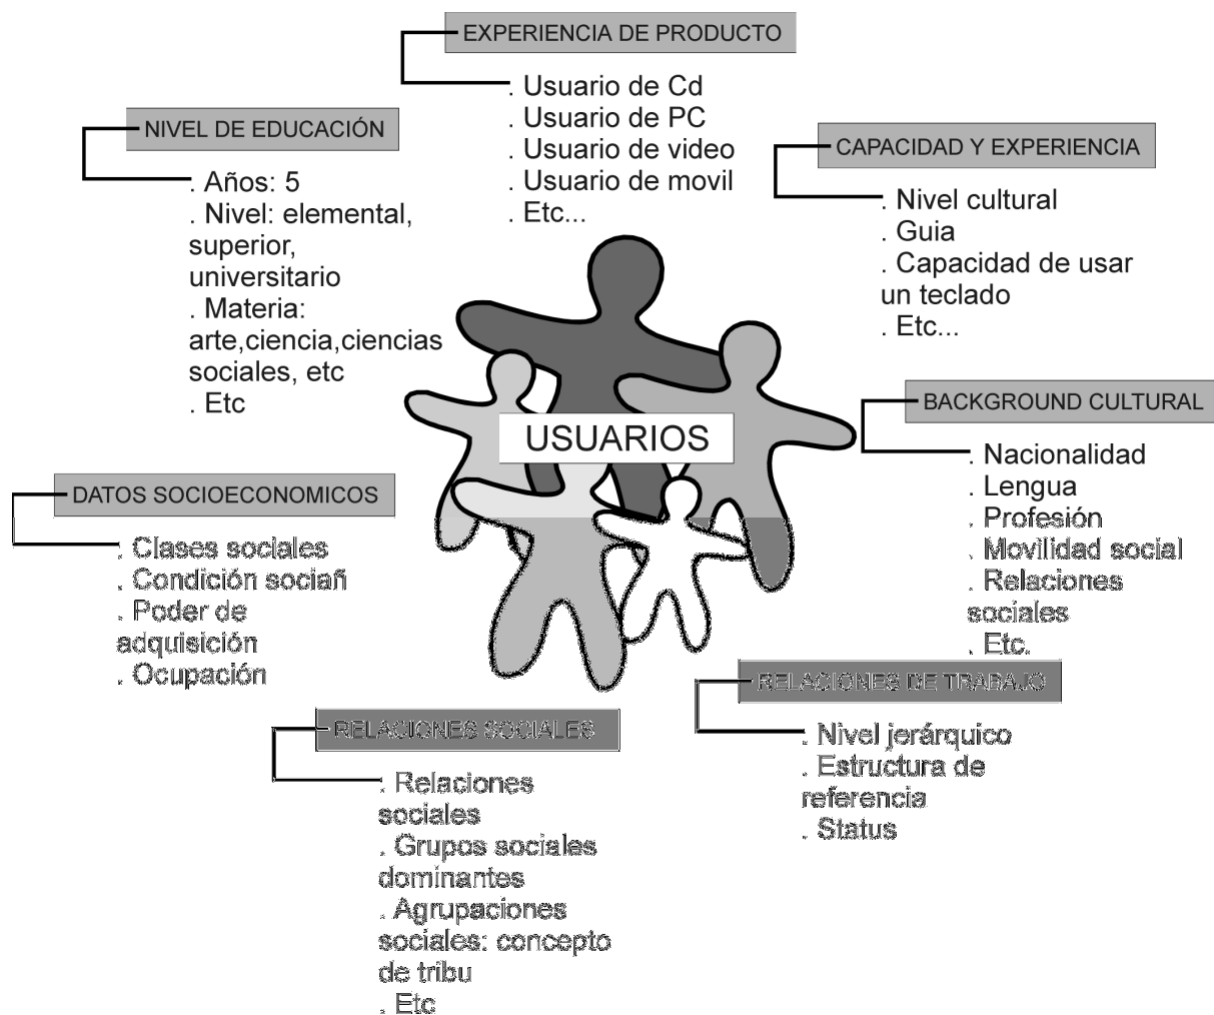 EXPERIENCIA DE PRODUCTO
. Usuario de Cd
. Usuario de PC
. Usuario de video
. Usuario de movil
. Etc...
NIVEL DE EDUCACIÓN
. Años: 5
. Nivel: elemental,
superior,
universitario
. Materia:
arte,ciencia,ciencias
sociales, etc
. Etc
CAPACIDAD Y EXPERIENCIA
. Nivel cultural
. Guia
. Capacidad de usar
un teclado
. Etc...
USUARIOS
BACKGROUND CULTURAL
. Nacionalidad
. Lengua
. Profesión
. Movilidad social
. Relaciones
sociales
. Etc.
DATOS SOCIOECONOMICOS
. Clases sociales
. Condición sociañ
. Poder de
adquisición
. Ocupación
RELACIONES DE TRABAJO
. Nivel jerárquico
. Estructura de
referencia
. Status
RELACIONES SOCIALES
. Relaciones
sociales
. Grupos sociales
dominantes
. Agrupaciones
sociales: concepto
de tribu
. Etc